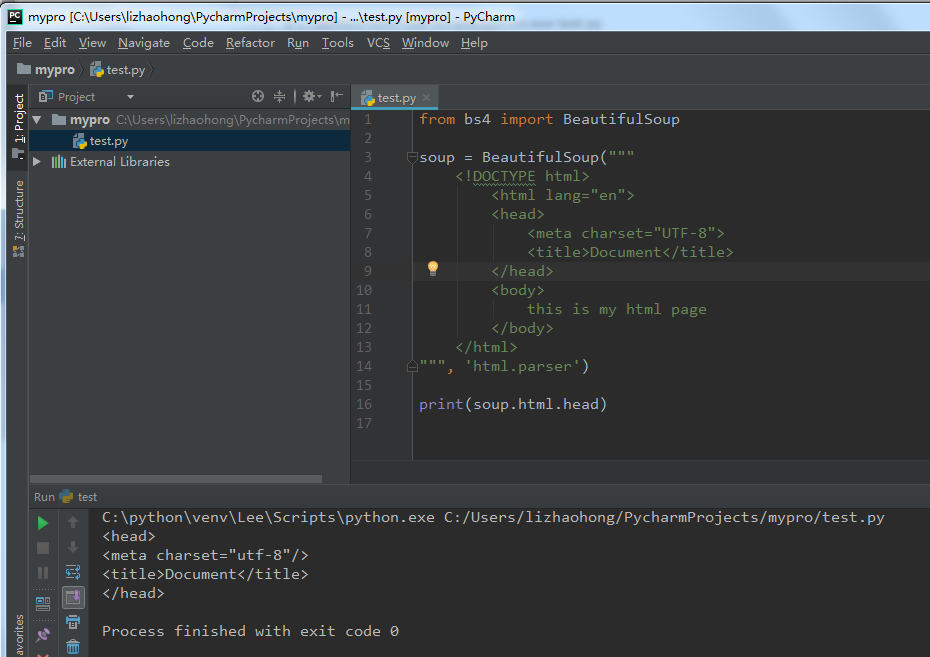 mypro [C:\Users\lizhaohong\PycharmProjects\mypro] - ...\test.py [mypro] - PyCharm
File Edit View Navigate Code Refactor Run Tools VCS Window Help
mypro test.py
1: Project
7: Structure
Project
mypro C:\Users\lizhaohong\PycharmProjects\m
test.py
External Libraries
test.py
1 from bs4 import BeautifulSoup
2
3 soup = BeautifulSoup("""
4 <!DOCTYPE html>
5 <html lang="en">
6 <head>
7 <meta charset="UTF-8">
8 <title>Document</title>
9 </head>
10 <body>
11 this is my html page
12 </body>
13 </html>
14 """, 'html.parser')
15
16 print(soup.html.head)
17
Run test
C:\python\venv\Lee\Scripts\python.exe C:/Users/lizhaohong/PycharmProjects/mypro/test.py
<head>
<meta charset="utf-8"/>
<title>Document</title>
</head>
Process finished with exit code 0
avorites